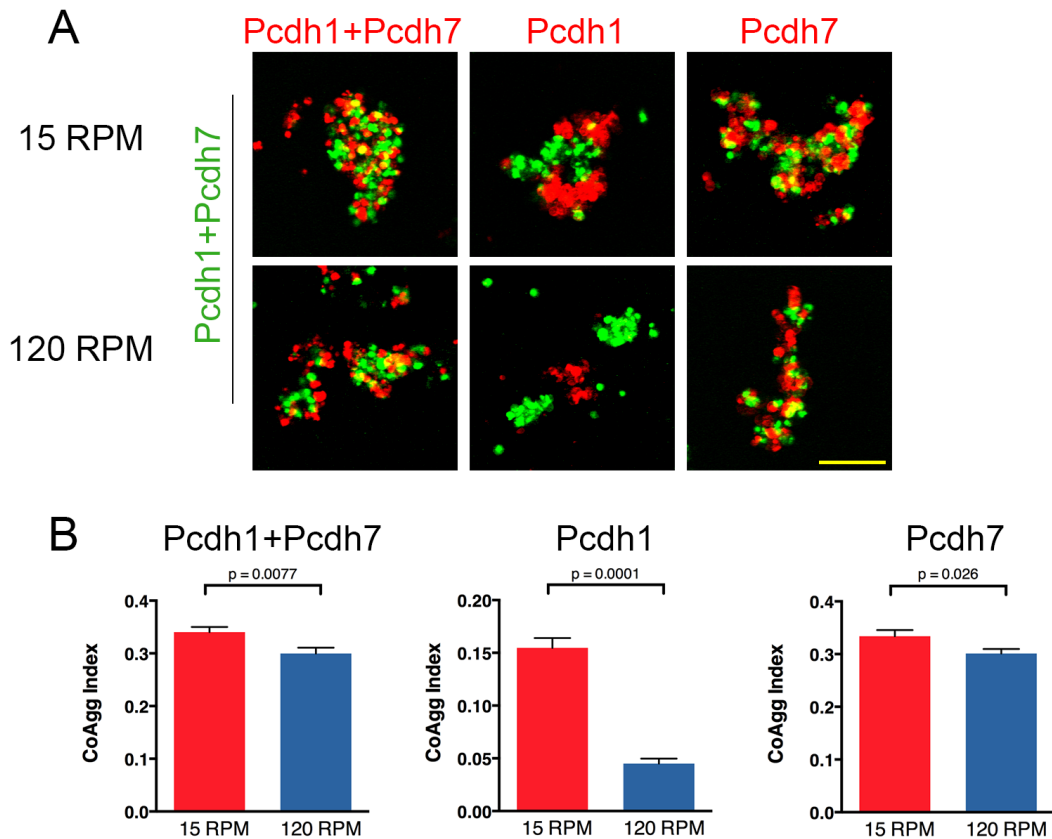 A
Pcdh1+Pcdh7 Pcdh1 Pcdh7
15 RPM
Pcdh1+Pcdh7
120 RPM
B
Pcdh1+Pcdh7 Pcdh1 Pcdh7
p = 0.0077
CoAgg Index
0.4
0.3
0.2
0.1
0.0
15 RPM 120 RPM
p = 0.0001
CoAgg Index
0.20
0.15
0.10
0.05
0.00
15 RPM 120 RPM
p = 0.026
CoAgg Index
0.4
0.3
0.2
0.1
0.0
15 RPM 120 RPM